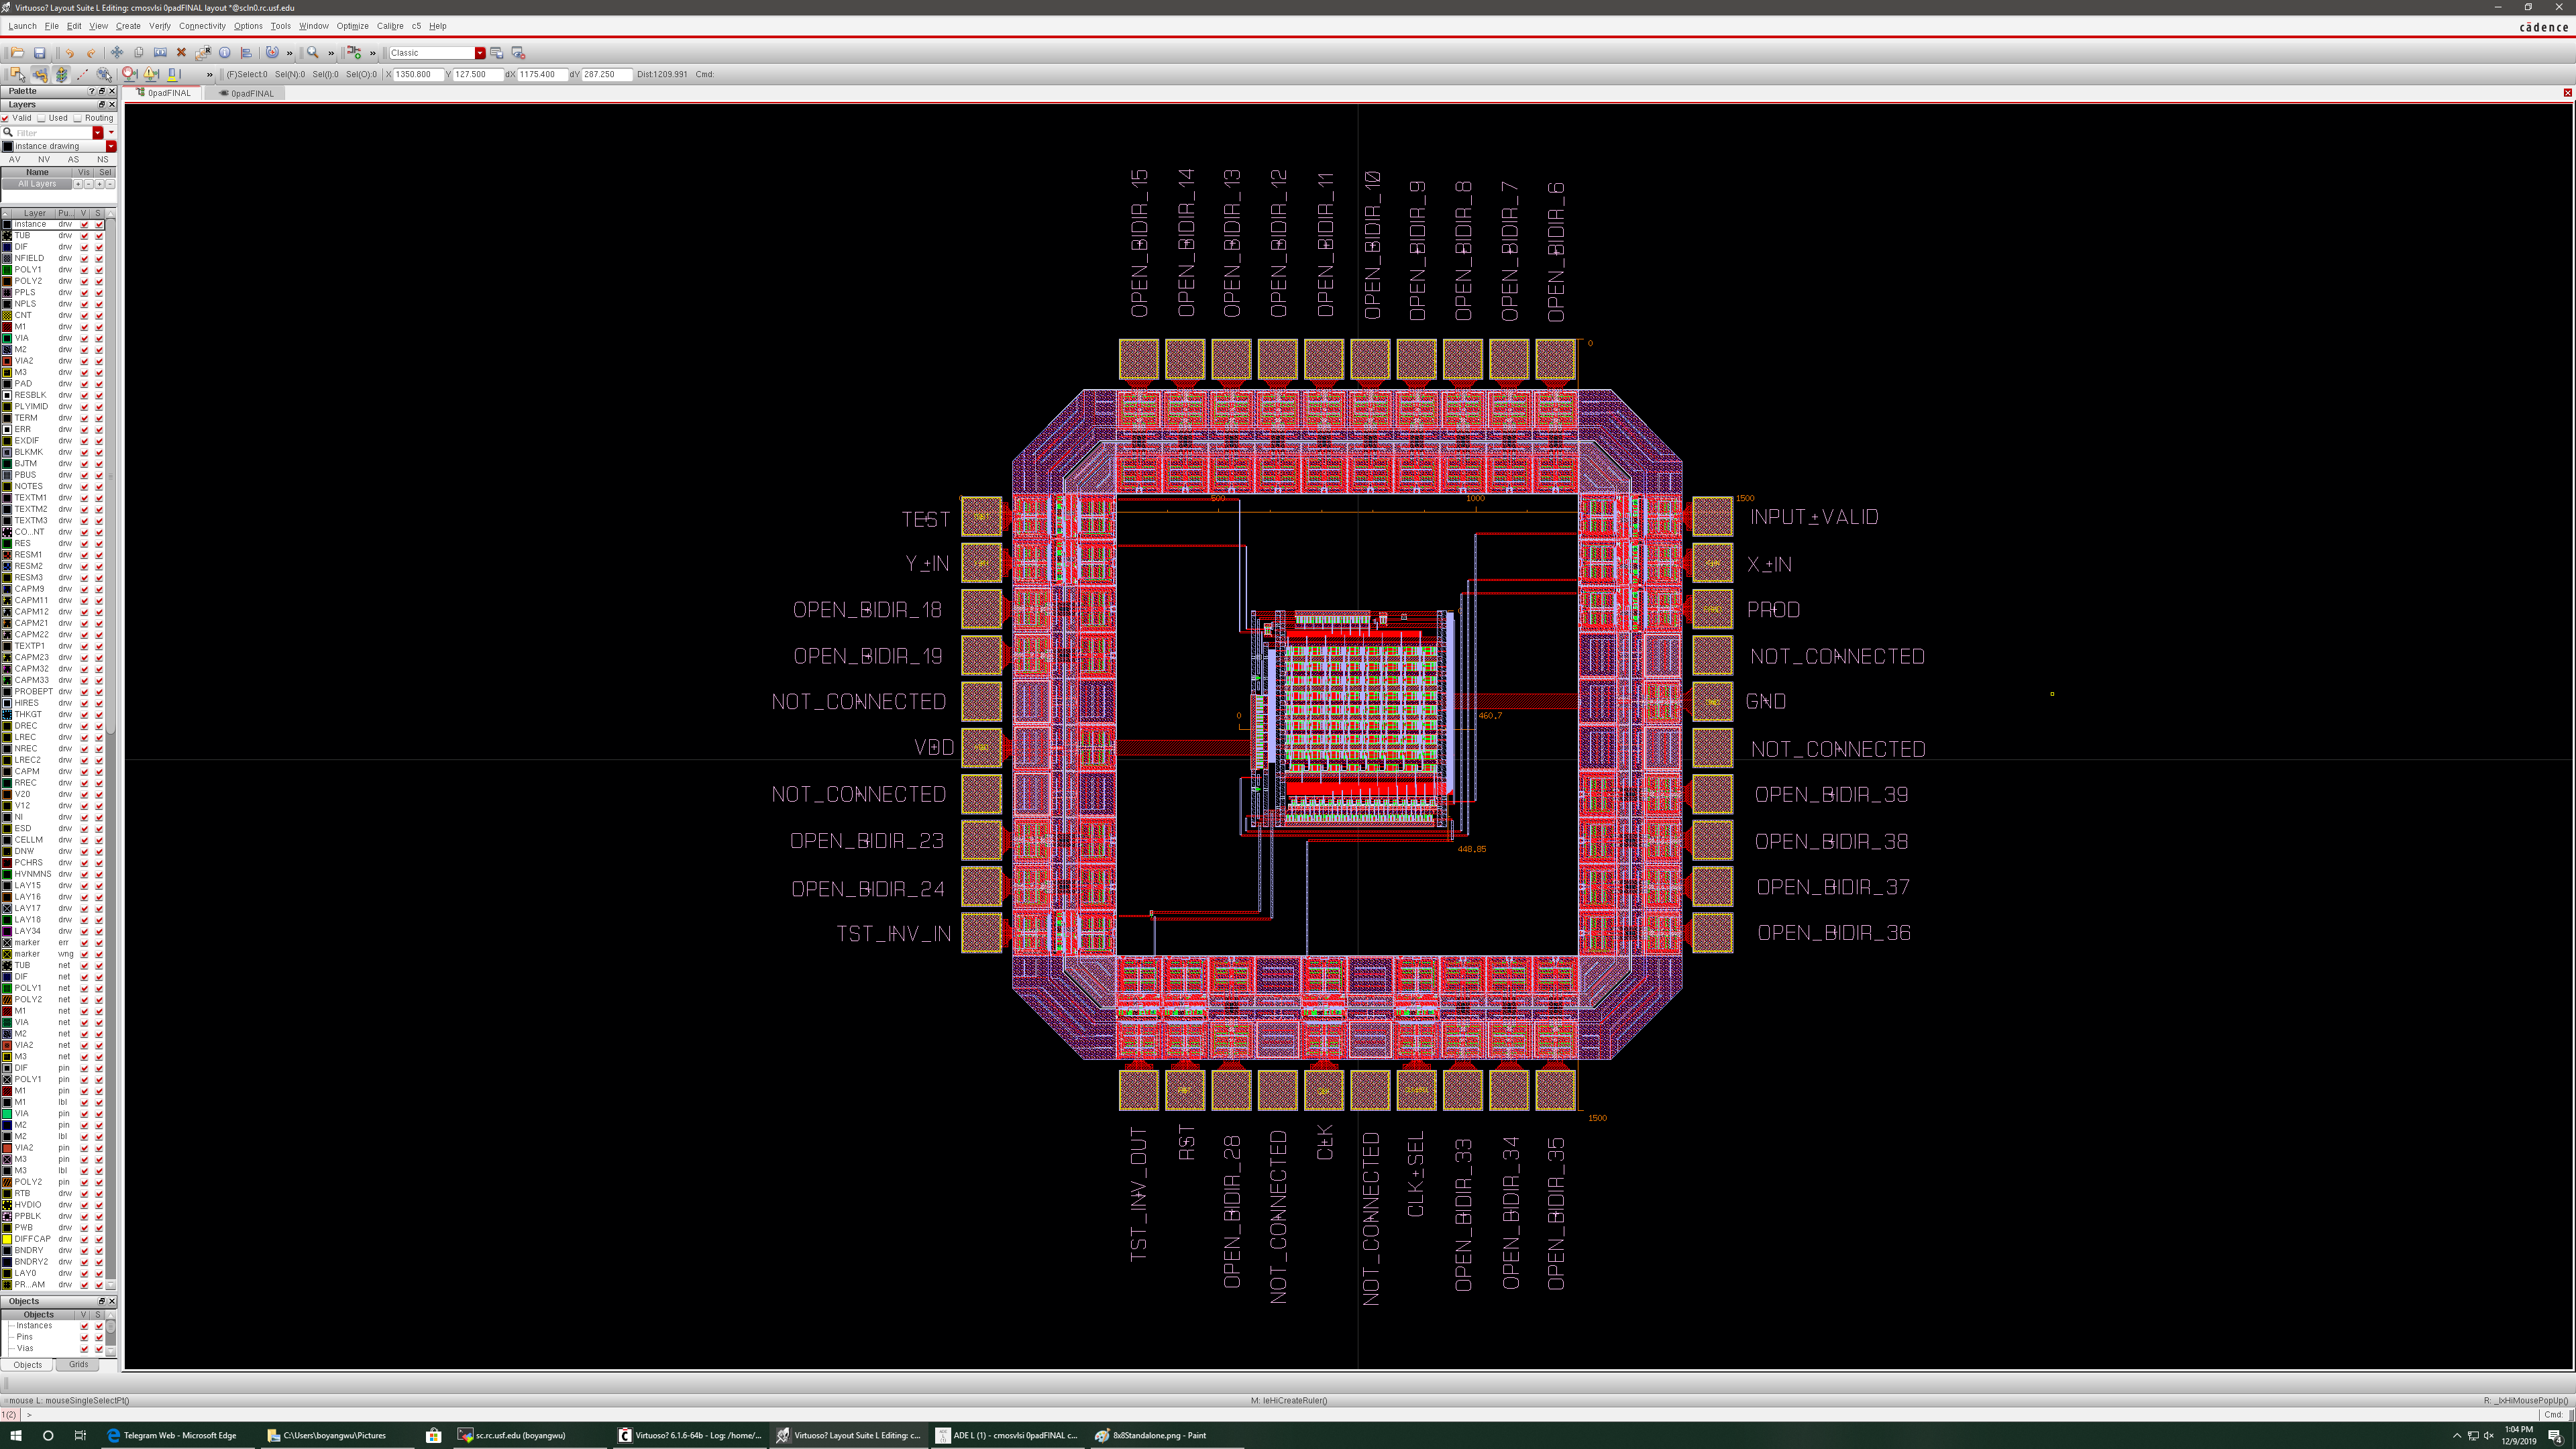 Virtuoso? Layout Suite L Editing: cmosvlsi 0padFINAL layout *@scln0.rc.usf.edu
Launch File Edit View Create Verify Connectivity Options Tools Window Optimize Calibre c5 Help
cādence
Classic
(F)Select:0 Sel(N):0 Sel(I):0 Sel(O):0 X 1350.800 Y 127.500 dX 1175.400 dY 287.250 Dist:1209.991 Cmd:
Palette
0padFINAL 0padFINAL
Layers
Valid Used Routing
Filter
instance drawing
AV NV AS NS
Name Vis Sel
All Layers
Layer Pu... V S
instance drw
TUB drw
DIF drw
NFIELD drw
POLY1 drw
POLY2 drw
PPLS drw
NPLS drw
CNT drw
M1 drw
VIA drw
M2 drw
VIA2 drw
M3 drw
PAD drw
RESBLK drw
PLYIMID drw
TERM drw
ERR drw
EXDIF drw
BLKMK drw
BJTM drw
PBUS drw
NOTES drw
TEXTM1 drw
TEXTM2 drw
TEXTM3 drw
CO...NT drw
RES drw
RESM1 drw
RESM2 drw
RESM3 drw
CAPM9 drw
CAPM11 drw
CAPM12 drw
CAPM21 drw
CAPM22 drw
TEXTP1 drw
CAPM23 drw
CAPM32 drw
CAPM33 drw
PROBEPT drw
HIRES drw
THKGT drw
DREC drw
LREC drw
NREC drw
LREC2 drw
CAPM drw
RREC drw
V20 drw
V12 drw
NI drw
ESD drw
CELLM drw
DNW drw
PCHRS drw
HVNMNS drw
LAY15 drw
LAY16 drw
LAY17 drw
LAY18 drw
LAY34 drw
marker err
marker wng
TUB net
DIF net
POLY1 net
POLY2 net
M1 net
VIA net
M2 net
VIA2 net
M3 net
DIF pin
POLY1 pin
M1 pin
M1 lbl
VIA pin
M2 pin
M2 lbl
VIA2 pin
M3 pin
M3 lbl
POLY2 pin
RTB drw
HVDIO drw
PPBLK drw
PWB drw
DIFFCAP drw
BNDRY drw
BNDRY2 drw
LAY0 drw
PR...AM drw
Objects
Objects V S
Instances
Pins
Vias
Objects Grids
OPEN_BIDIR_15
OPEN_BIDIR_14
OPEN_BIDIR_13
OPEN_BIDIR_12
OPEN_BIDIR_11
OPEN_BIDIR_10
OPEN_BIDIR_9
OPEN_BIDIR_8
OPEN_BIDIR_7
OPEN_BIDIR_6
0
0 500 1000 1500
TEST
Y_IN
OPEN_BIDIR_18
OPEN_BIDIR_19
NOT_CONNECTED
VDD
NOT_CONNECTED
OPEN_BIDIR_23
OPEN_BIDIR_24
TST_INV_IN
0 460.7
448.85
INPUT_VALID
X_IN
PROD
NOT_CONNECTED
GND
NOT_CONNECTED
OPEN_BIDIR_39
OPEN_BIDIR_38
OPEN_BIDIR_37
OPEN_BIDIR_36
1500
TST_INV_OUT
RST
OPEN_BIDIR_28
NOT_CONNECTED
CLK
NOT_CONNECTED
CLK_SEL
OPEN_BIDIR_33
OPEN_BIDIR_34
OPEN_BIDIR_35
mouse L: mouseSingleSelectPt() M: leHiCreateRuler() R: _lxHiMousePopUp()
1(2) > Cmd:
Telegram Web - Microsoft Edge
C:\Users\boyangwu\Pictures
sc.rc.usf.edu (boyangwu)
Virtuoso? 6.1.6-64b - Log: /home/...
Virtuoso? Layout Suite L Editing: c...
ADE L (1) - cmosvlsi 0padFINAL c...
8x8Standalone.png - Paint
1:04 PM
12/9/2019
4